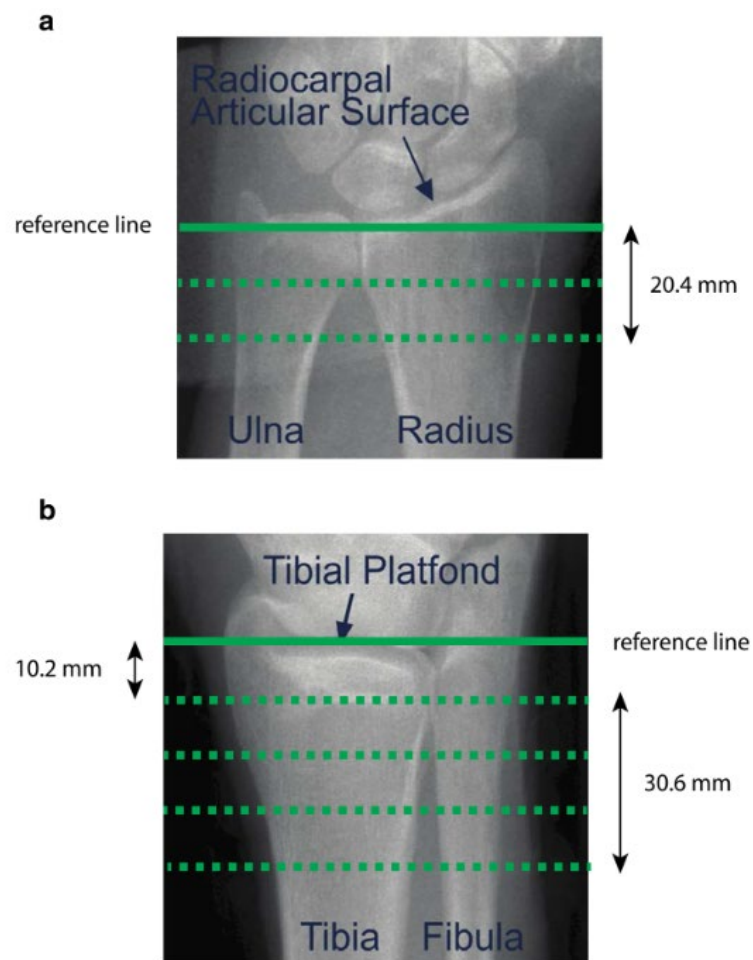 a
Radiocarpal
Articular Surface
reference line
20.4 mm
Ulna
Radius
b
Tibial Platfond
reference line
10.2 mm
30.6 mm
Tibia
Fibula